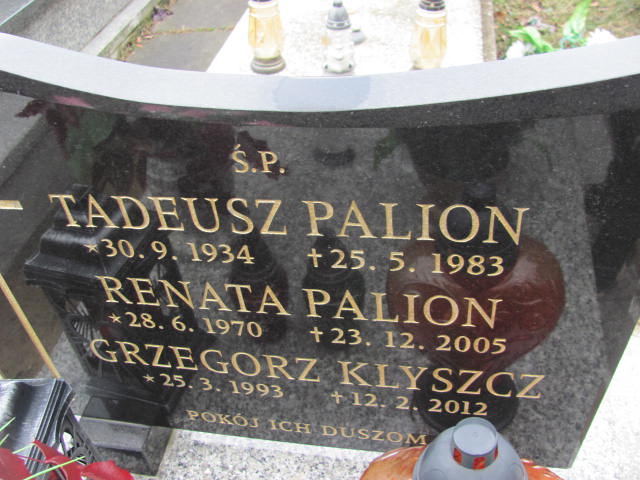 Ś.P.
TADEUSZ PALION
*30. 9. 1934 †25. 5. 1983
RENATA PALION
*28. 6. 1970 †23. 12. 2005
GRZEGORZ KLYSZCZ
*25. 3. 1993 †12. 2. 2012
POKÓJ ICH DUSZOM